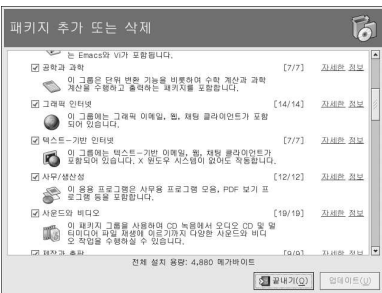 패키지 추가 또는 삭제
는 Emacs와 Vi가 포함됩니다.
공학과 과학 [7/7] 자세한 정보
이 그룹은 단위 변환 기능을 비롯하여 수학 계산과 과학
계산을 수행하고 출력하는 패키지를 포함합니다.
그래픽 인터넷 [14/14] 자세한 정보
이 그룹에는 그래픽 이메일, 웹, 채팅 클라이언트가 포함
되어 있습니다.
텍스트-기반 인터넷 [7/7] 자세한 정보
이 그룹에는 텍스트-기반 이메일, 웹, 채팅 클라이언트가
포함되어 있습니다. X 윈도우 시스템이 없어도 작동합니다.
사무/생산성 [12/12] 자세한 정보
이 응용 프로그램은 사무용 프로그램 모음, PDF 보기 프
로그램 등을 포함합니다.
사운드와 비디오 [19/19] 자세한 정보
이 패키지 그룹을 사용하여 CD 녹음에서 오디오 CD 및 멀
티미디어 파일 재생에 이르기까지 다양한 사운드와 비디
오 작업을 수행하실 수 있습니다.
제작과 출판 [9/9] 자세한 정보
전체 설치 용량: 4,880 메가바이트
끝내기(Q) 업데이트(U)